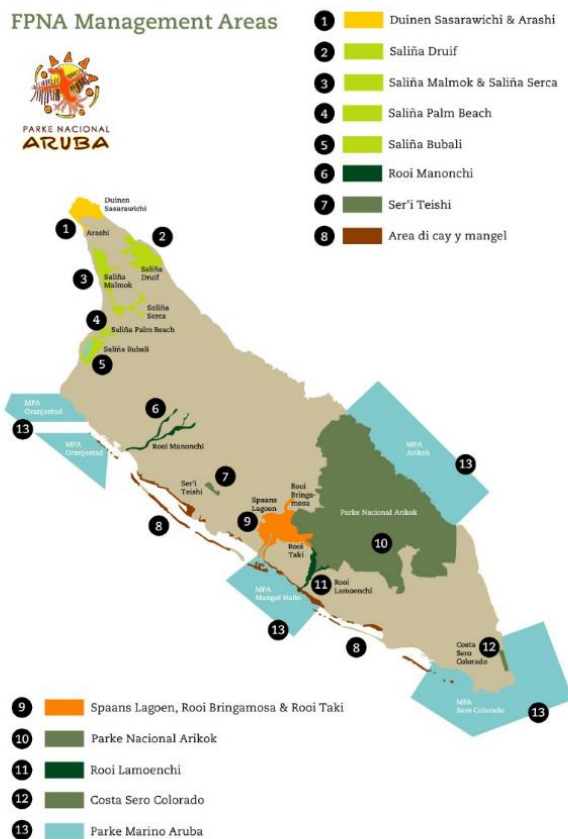 FPNA Management Areas
PARKE NACIONAL
ARUBA
1 Duinen Sasarawichi & Arashi
2 Saliña Druif
3 Saliña Malmok & Saliña Serca
4 Saliña Palm Beach
5 Saliña Bubali
6 Rooi Manonchi
7 Ser'i Teishi
8 Area di cay y mangel
Duinen
Sasarawichi
1
Arashi
2
3
Saliña
Malmok
Saliña
Druif
Saliña
Serca
4
Saliña Palm Beach
Saliña Bubali
5
MPA
Oranjestad
13
MPA
Oranjestad
6
Rooi Manonchi
MPA
Arikok
13
Ser'i
Teishi
7
8
Spaans
Lagoen
Rooi
Bringa-
mosa
9
Parke Nacional Arikok
10
Rooi
Taki
11
Rooi
Lamoenchi
MPA
Mangel Halto
13
8
Costa
Sero
Colorado
12
MPA
Sero Colorado
13
9 Spaans Lagoen, Rooi Bringamosa & Rooi Taki
10 Parke Nacional Arikok
11 Rooi Lamoenchi
12 Costa Sero Colorado
13 Parke Marino Aruba